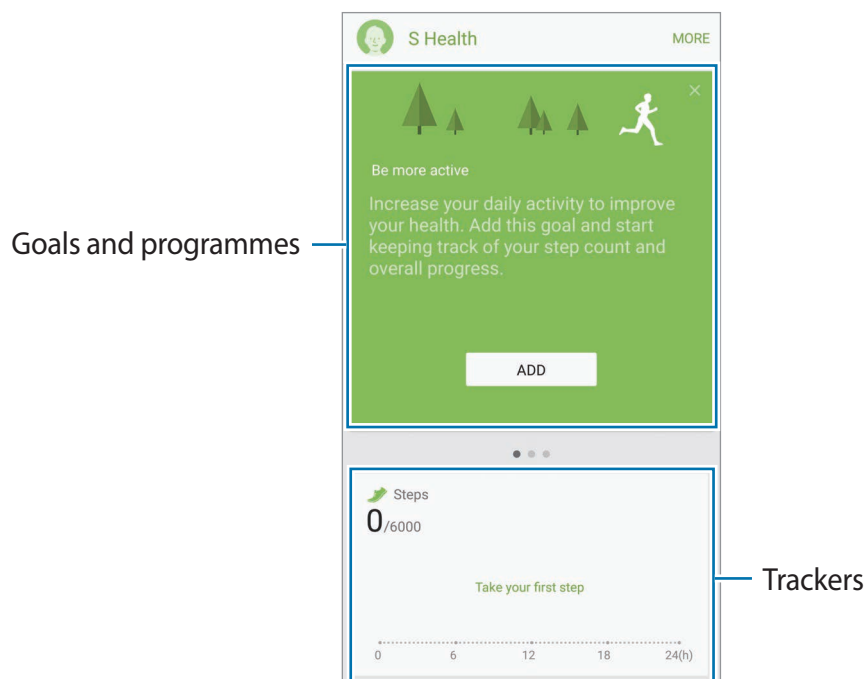 S Health
MORE
Be more active
Increase your daily activity to improve
your health. Add this goal and start
keeping track of your step count and
overall progress.
Goals and programmes
ADD
Steps
0/6000
Take your first step
Trackers
0 6 12 18 24(h)